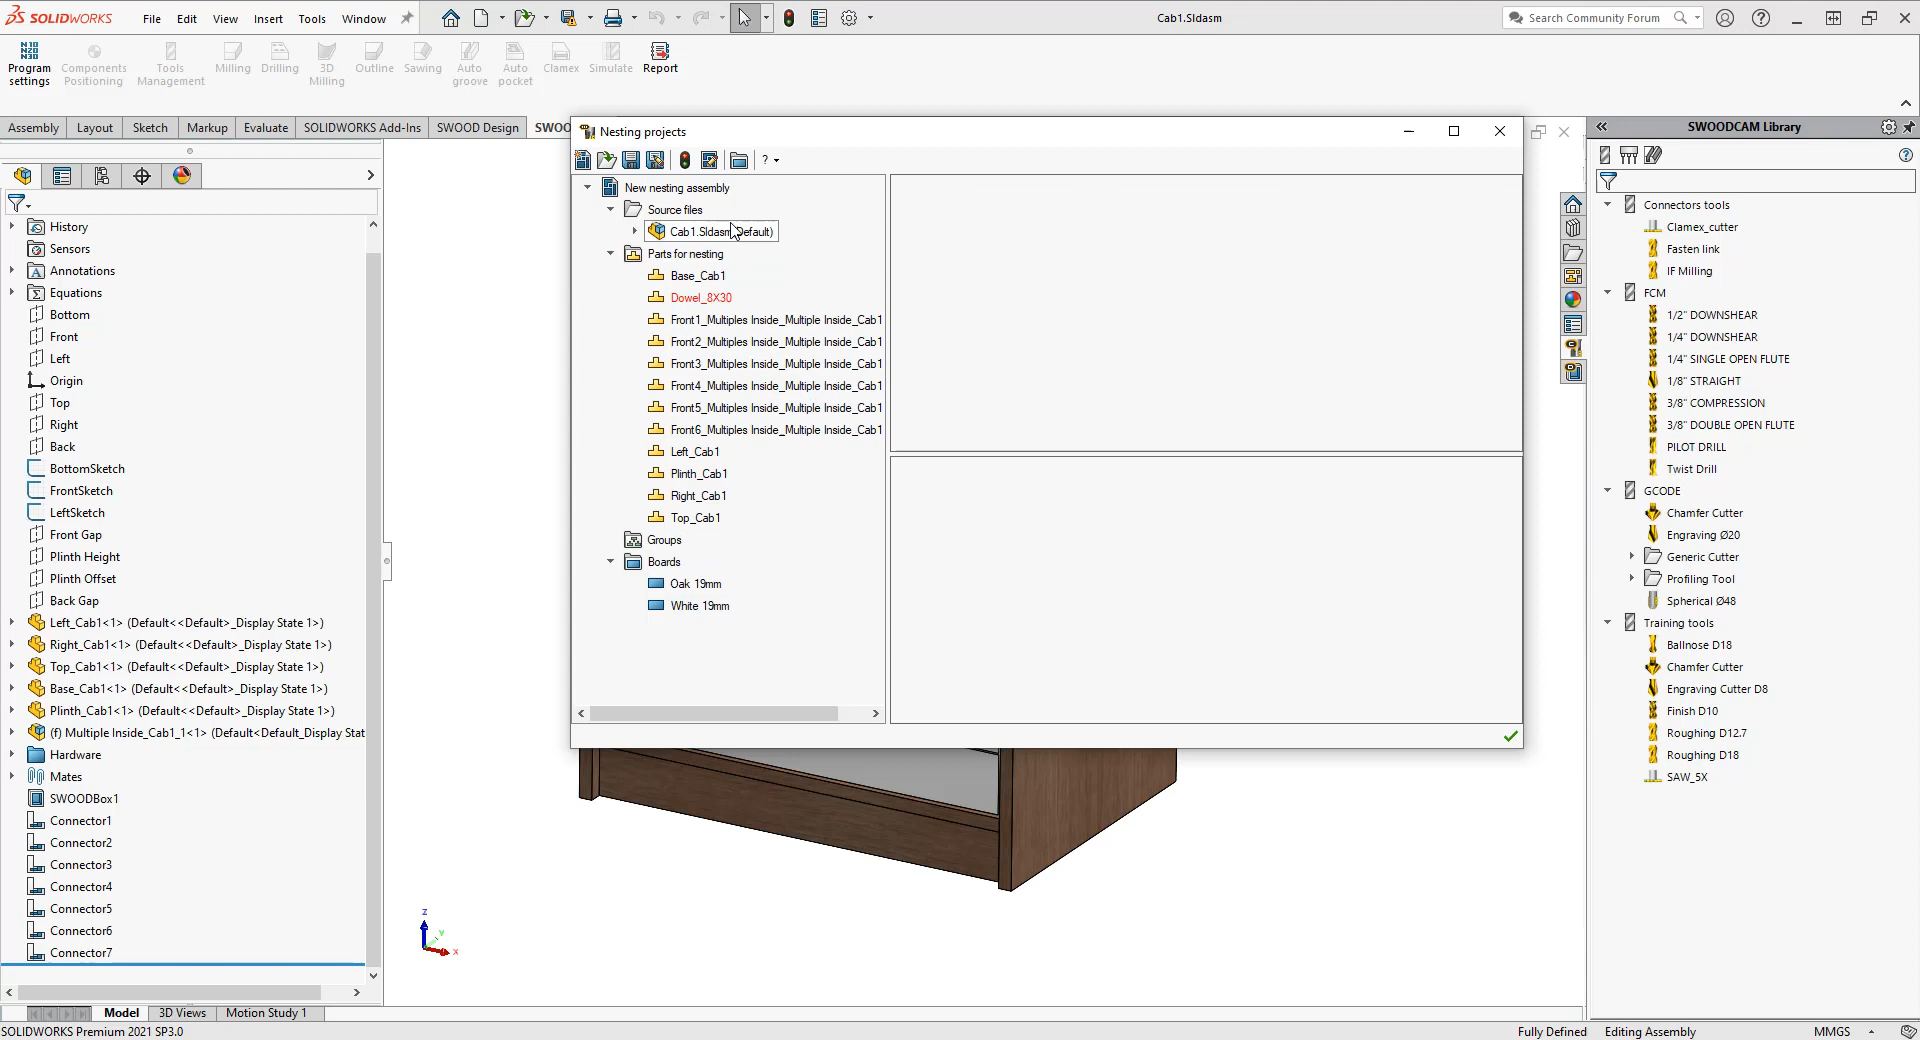 SOLIDWORKS
File Edit View Insert Tools Window
Cab1.Sldasm
Search Community Forum
Program settings
Components Positioning
Tools Management
Milling
Drilling
3D Milling
Outline
Sawing
Auto groove
Auto pocket
Clamex
Simulate
Report
Assembly Layout Sketch Markup Evaluate SOLIDWORKS Add-Ins SWOOD Design SWOO
History
Sensors
Annotations
Equations
Bottom
Front
Left
Origin
Top
Right
Back
BottomSketch
FrontSketch
LeftSketch
Front Gap
Plinth Height
Plinth Offset
Back Gap
Left_Cab1<1> (Default<<Default>_Display State 1>)
Right_Cab1<1> (Default<<Default>_Display State 1>)
Top_Cab1<1> (Default<<Default>_Display State 1>)
Base_Cab1<1> (Default<<Default>_Display State 1>)
Plinth_Cab1<1> (Default<<Default>_Display State 1>)
(f) Multiple Inside_Cab1_1<1> (Default<Default_Display Stat
Hardware
Mates
SWOODBox1
Connector1
Connector2
Connector3
Connector4
Connector5
Connector6
Connector7
Nesting projects
?
New nesting assembly
Source files
Cab1.Sldasm Default)
Parts for nesting
Base_Cab1
Dowel_8X30
Front1_Multiples Inside_Multiple Inside_Cab1
Front2_Multiples Inside_Multiple Inside_Cab1
Front3_Multiples Inside_Multiple Inside_Cab1
Front4_Multiples Inside_Multiple Inside_Cab1
Front5_Multiples Inside_Multiple Inside_Cab1
Front6_Multiples Inside_Multiple Inside_Cab1
Left_Cab1
Plinth_Cab1
Right_Cab1
Top_Cab1
Groups
Boards
Oak 19mm
White 19mm
z
y
x
SWOODCAM Library
Connectors tools
Clamex_cutter
Fasten link
IF Milling
FCM
1/2" DOWNSHEAR
1/4" DOWNSHEAR
1/4" SINGLE OPEN FLUTE
1/8" STRAIGHT
3/8" COMPRESSION
3/8" DOUBLE OPEN FLUTE
PILOT DRILL
Twist Drill
GCODE
Chamfer Cutter
Engraving Ø20
Generic Cutter
Profiling Tool
Spherical Ø48
Training tools
Ballnose D18
Chamfer Cutter
Engraving Cutter D8
Finish D10
Roughing D12.7
Roughing D18
SAW_5X
Model 3D Views Motion Study 1
SOLIDWORKS Premium 2021 SP3.0
Fully Defined Editing Assembly MMGS